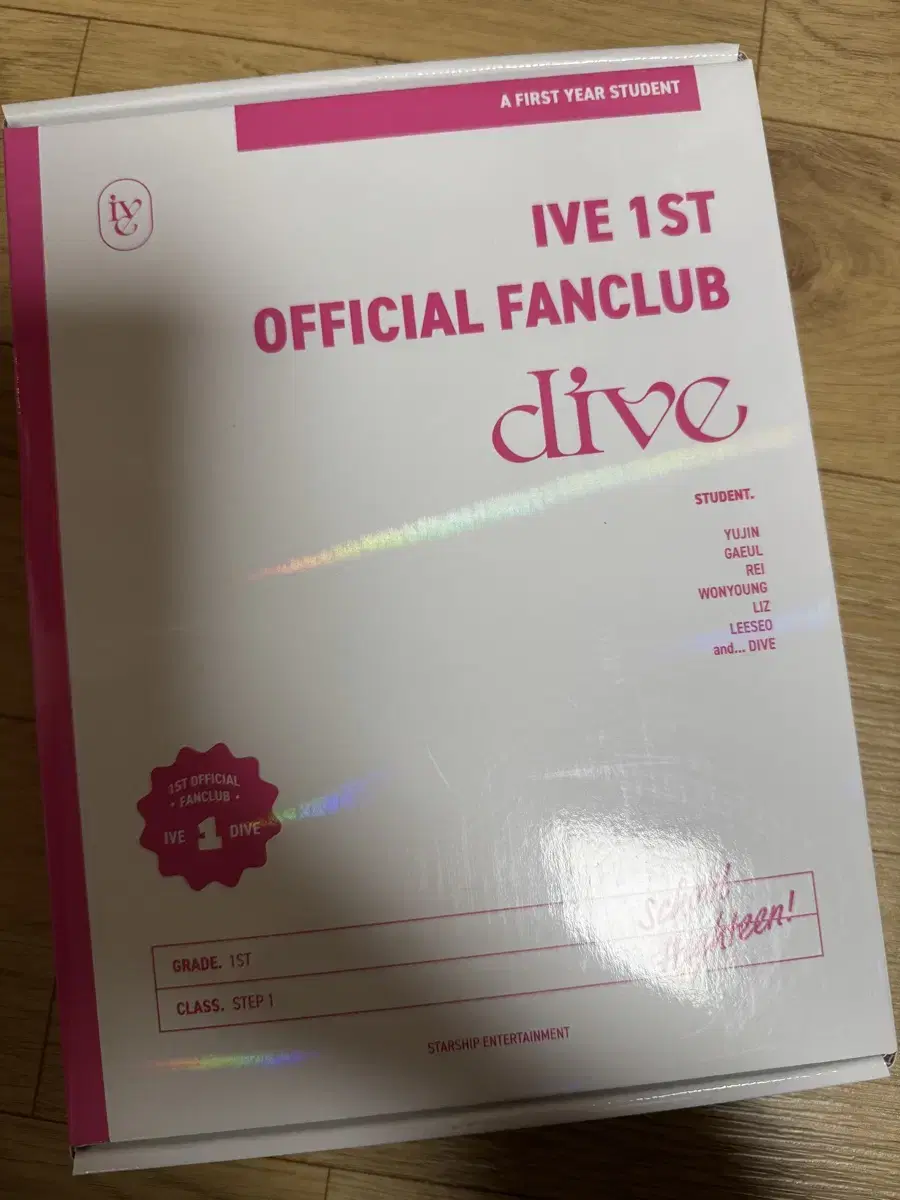 A FIRST YEAR STUDENT
ive
IVE 1ST
OFFICIAL FANCLUB
dive
STUDENT.
YUJIN
GAEUL
REI
WONYOUNG
LIZ
LEESEO
and... DIVE
1ST OFFICIAL
• FANCLUB •
IVE 1 DIVE
GRADE. 1ST
CLASS. STEP 1
STARSHIP ENTERTAINMENT